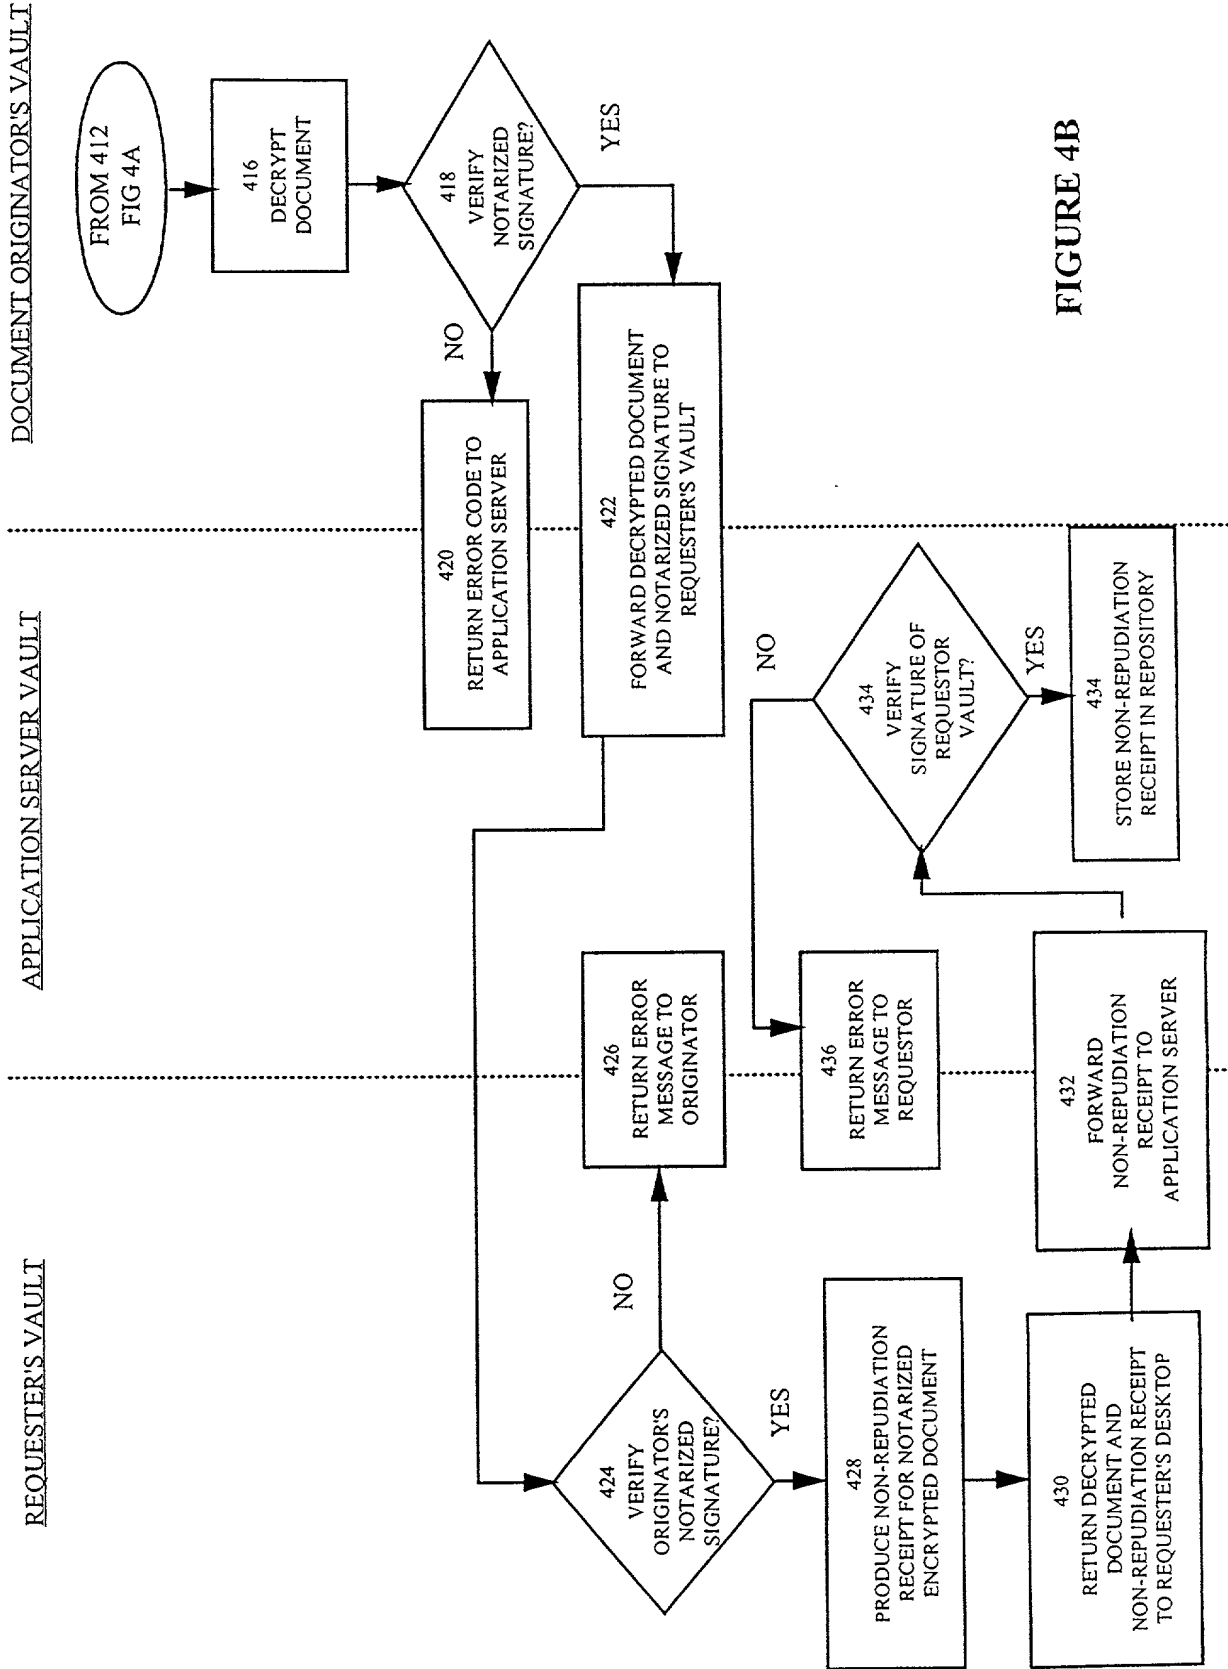 REQUESTER'S VAULT
APPLICATION SERVER VAULT
DOCUMENT ORIGINATOR'S VAULT
FROM 412
FIG 4A
416
DECRYPT
DOCUMENT
418
VERIFY
NOTARIZED
SIGNATURE?
NO
YES
420
RETURN ERROR CODE TO
APPLICATION SERVER
422
FORWARD DECRYPTED DOCUMENT
AND NOTARIZED SIGNATURE TO
REQUESTER'S VAULT
424
VERIFY
ORIGINATOR'S
NOTARIZED
SIGNATURE?
NO
YES
426
RETURN ERROR
MESSAGE TO
ORIGINATOR
428
PRODUCE NON-REPUDIATION
RECEIPT FOR NOTARIZED
ENCRYPTED DOCUMENT
430
RETURN DECRYPTED
DOCUMENT AND
NON-REPUDIATION RECEIPT
TO REQUESTER'S DESKTOP
432
FORWARD
NON-REPUDIATION
RECEIPT TO
APPLICATION SERVER
434
VERIFY
SIGNATURE OF
REQUESTOR
VAULT?
NO
YES
436
RETURN ERROR
MESSAGE TO
REQUESTOR
434
STORE NON-REPUDIATION
RECEIPT IN REPOSITORY
FIGURE 4B